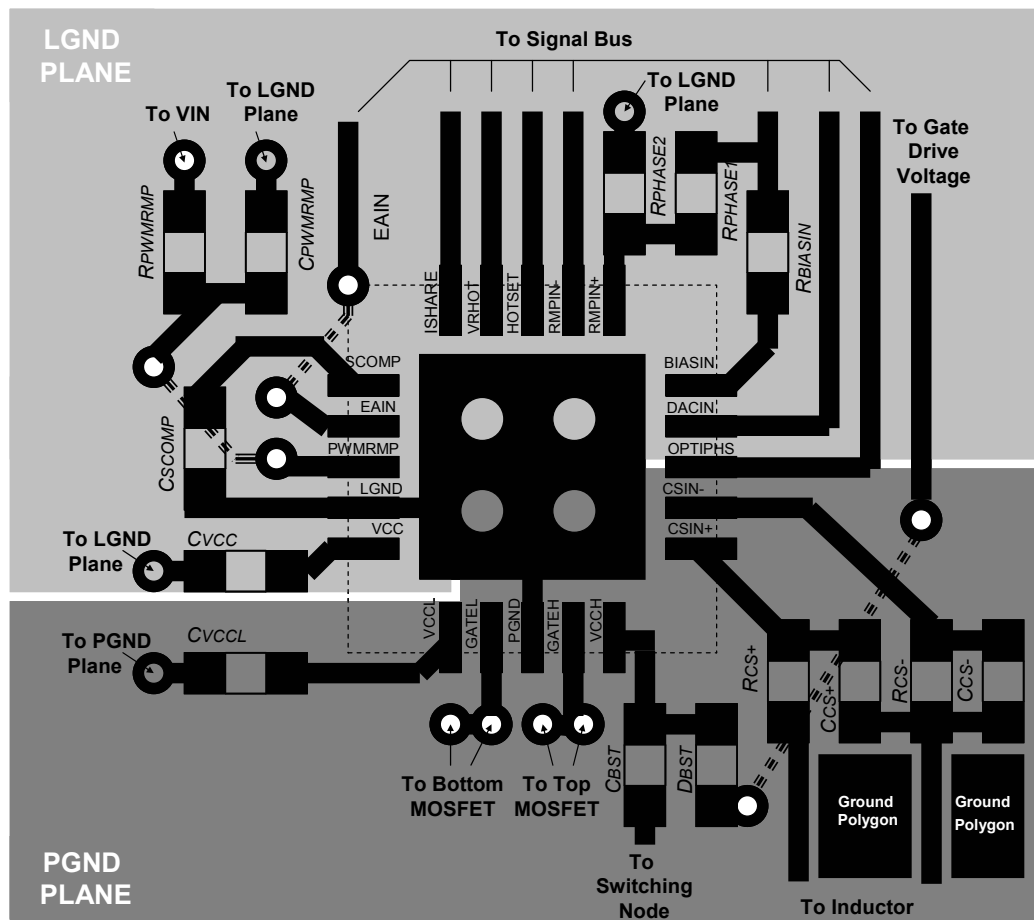 LGND
PLANE
To Signal Bus
To VIN
To LGND
Plane
To LGND
Plane
To Gate
Drive
Voltage
RPWMRMP
CPWMRMP
EAIN
RPHASE2
RPHASE1
RBIASIN
ISHARE
VRHOT
HOTSET
RMPIN-
RMPIN+
SCOMP
EAIN
PWMRMP
LGND
VCC
BIASIN
DACIN
OPTIPHS
CSIN-
CSIN+
CSCOMP
To LGND
Plane
CVCC
To PGND
Plane
CVCCL
VCCL
GATEL
PGND
GATEH
VCCH
RCS+
CCS+
RCS-
CCS-
CBST
DBST
To Bottom
MOSFET
To Top
MOSFET
Ground
Polygon
Ground
Polygon
PGND
PLANE
To
Switching
Node
To Inductor